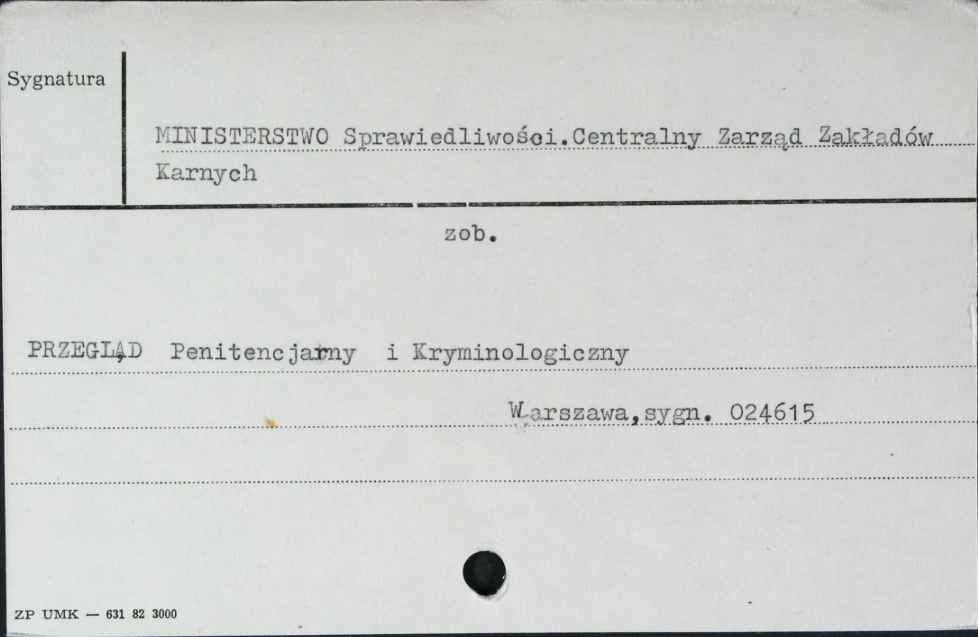 Sygnatura
MINISTERSTWO Sprawiedliwości.Centralny Zarząd Zakładów
Karnych
zob.
PRZEGLĄD Penitencjarny i Kryminologiczny
Warszawa,sygn. 024615
ZP UMK — 631 82 3000